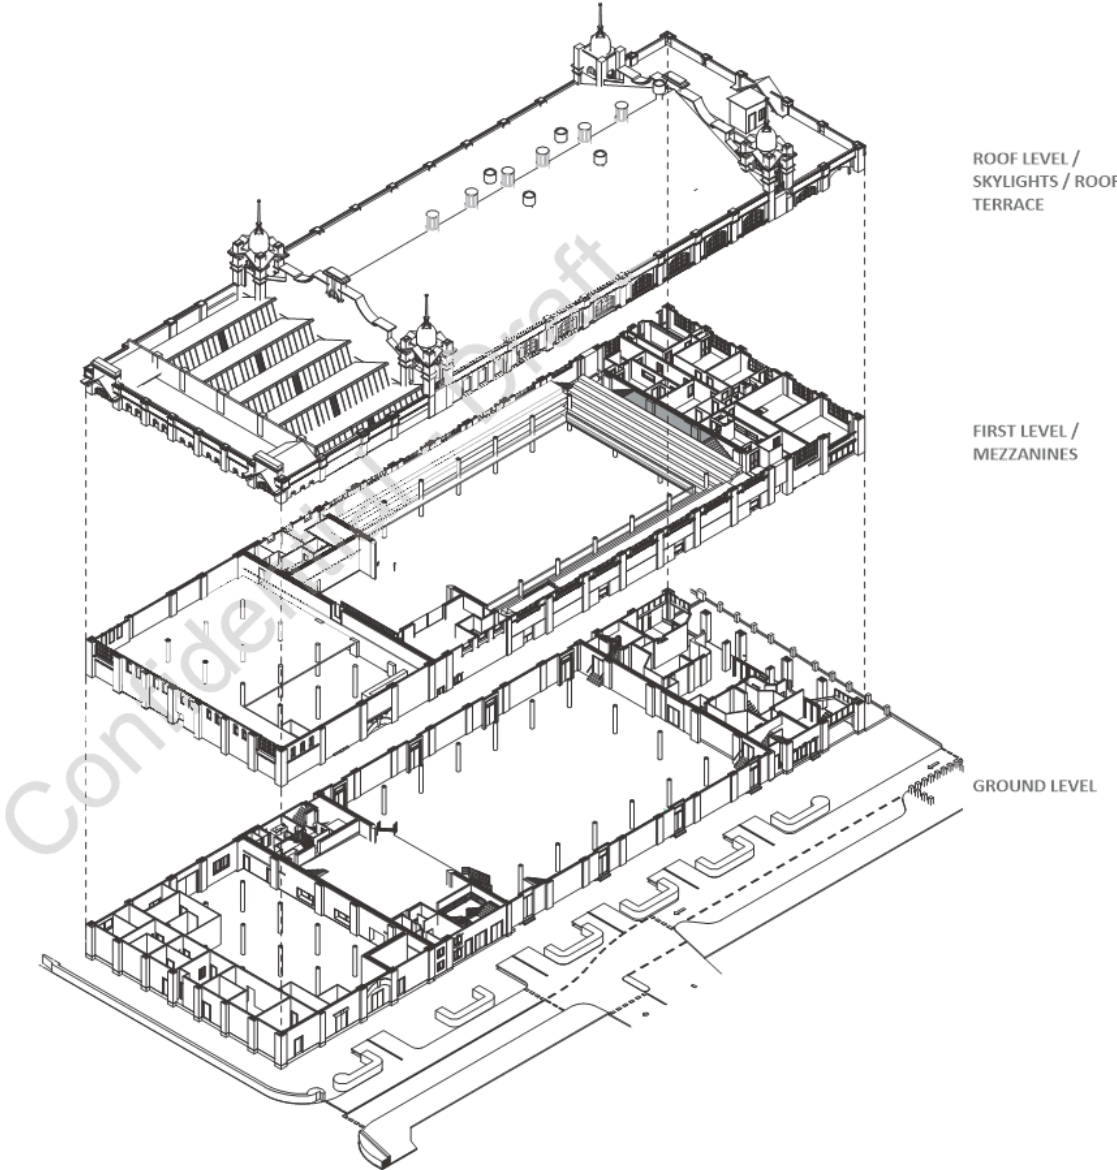 ROOF LEVEL /
SKYLIGHTS / ROOF
TERRACE
Confidential Draft
FIRST LEVEL /
MEZZANINES
GROUND LEVEL